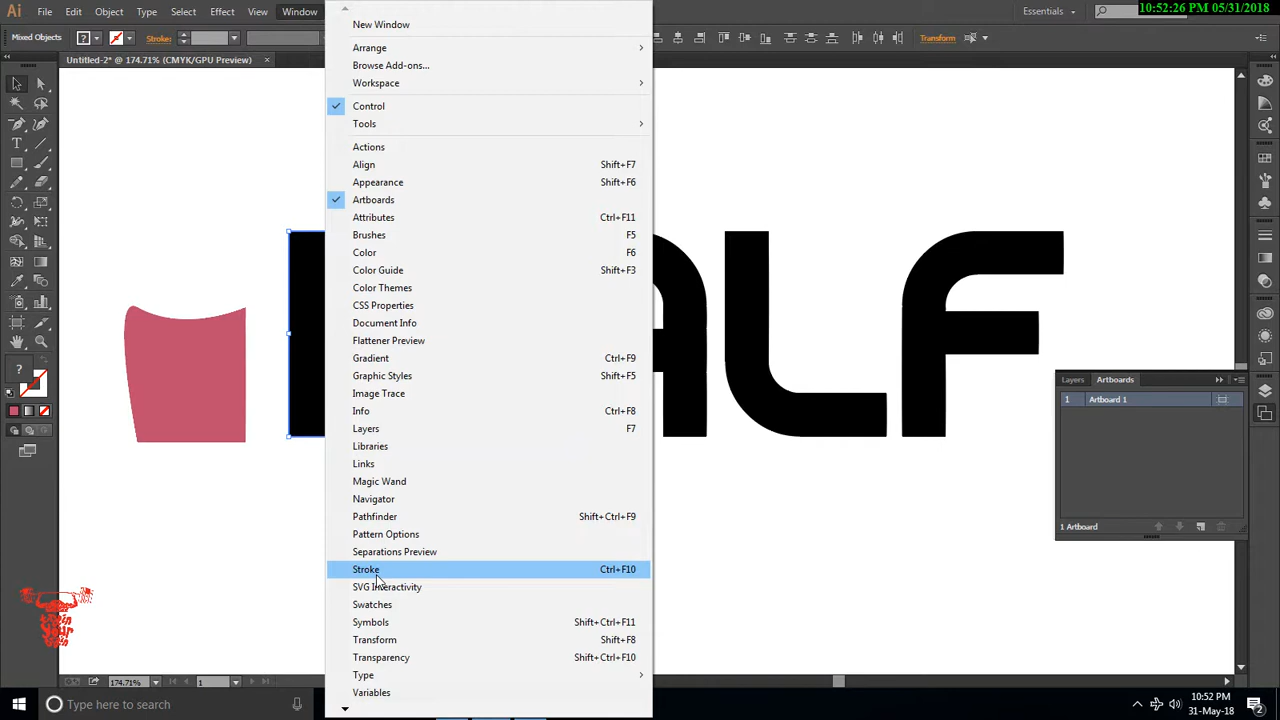 10:52:26 PM 05/31/2018
Ai File Edit Object Type Select Effect View Window Essentials
Mixed Objects ? Stroke: Transform
Untitled-2* @ 174.71% (CMYK/GPU Preview) ×
New Window
Arrange
Browse Add-ons...
Workspace
Control
Tools
Actions
Align Shift+F7
Appearance Shift+F6
Artboards
Attributes Ctrl+F11
Brushes F5
Color F6
Color Guide Shift+F3
Color Themes
CSS Properties
Document Info
Flattener Preview
Gradient Ctrl+F9
Graphic Styles Shift+F5
Image Trace
Info Ctrl+F8
Layers F7
Libraries
Links
Magic Wand
Navigator
Pathfinder Shift+Ctrl+F9
Pattern Options
Separations Preview
Stroke Ctrl+F10
SVG Interactivity
Swatches
Symbols Shift+Ctrl+F11
Transform Shift+F8
Transparency Shift+Ctrl+F10
Type
Variables
ALF
Layers Artboards
1 Artboard 1
1 Artboard
174.71% 1
Type here to search
10:52 PM
31-May-18
2